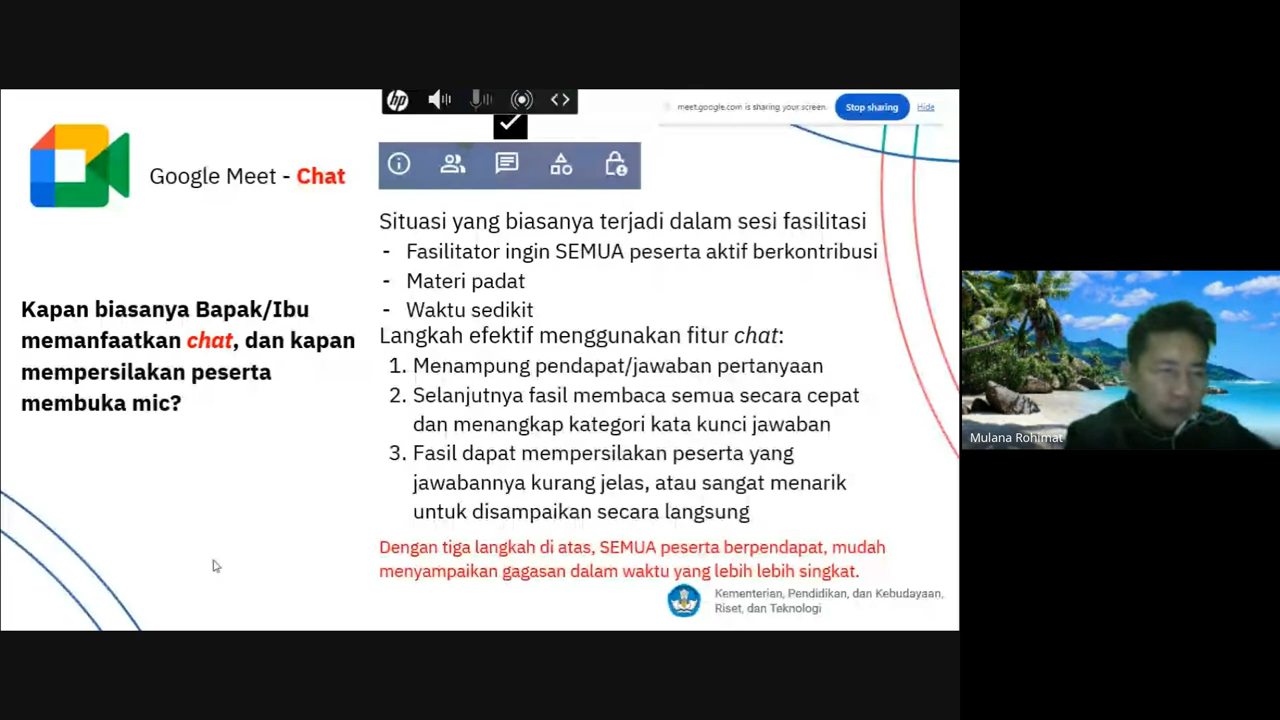 hp
meet.google.com is sharing your screen.
Stop sharing
Hide
Google Meet - Chat
Kapan biasanya Bapak/Ibu
memanfaatkan chat, dan kapan
mempersilakan peserta
membuka mic?
Situasi yang biasanya terjadi dalam sesi fasilitasi
- Fasilitator ingin SEMUA peserta aktif berkontribusi
- Materi padat
- Waktu sedikit
Langkah efektif menggunakan fitur chat:
1. Menampung pendapat/jawaban pertanyaan
2. Selanjutnya fasil membaca semua secara cepat
dan menangkap kategori kata kunci jawaban
3. Fasil dapat mempersilakan peserta yang
jawabannya kurang jelas, atau sangat menarik
untuk disampaikan secara langsung
Dengan tiga langkah di atas, SEMUA peserta berpendapat, mudah
menyampaikan gagasan dalam waktu yang lebih lebih singkat.
Kementerian, Pendidikan, dan Kebudayaan,
Riset, dan Teknologi
Mulana Rohimat